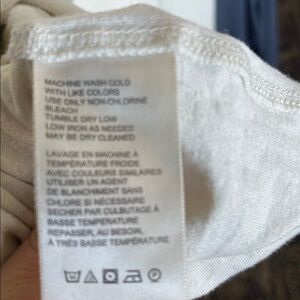 MACHINE WASH COLD
WITH LIKE COLORS
USE ONLY NON-CHLORINE
BLEACH
TUMBLE DRY LOW
LOW IRON AS NEEDED
MAY BE DRY CLEANED
LAVAGE EN MACHINE À
TEMPÉRATURE FROIDE
AVEC COULEURS SIMILAIRES
UTILISER UN AGENT
DE BLANCHIMENT SANS
CHLORE SI NÉCESSAIRE
SECHER PAR CULBUTAGE À
BASSE TEMPÉRATURE
REPASSER, AU BESOIN,
À TRÈS BASSE TEMPÉRATURE